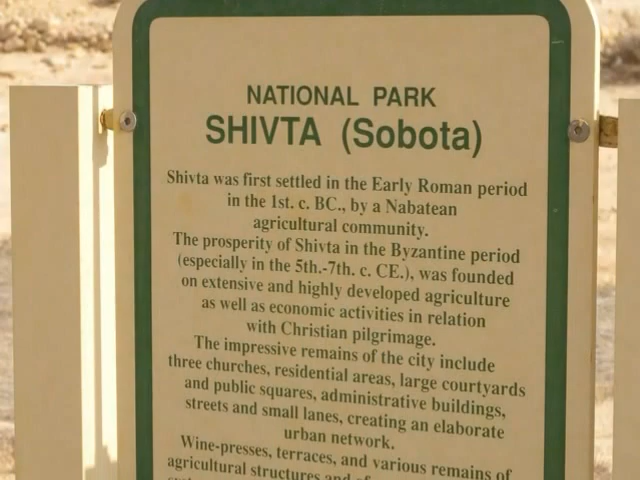 NATIONAL PARK
SHIVTA (Sobota)
Shivta was first settled in the Early Roman period
in the 1st. c. BC., by a Nabatean
agricultural community.
The prosperity of Shivta in the Byzantine period
(especially in the 5th.-7th. c. CE.), was founded
on extensive and highly developed agriculture
as well as economic activities in relation
with Christian pilgrimage.
The impressive remains of the city include
three churches, residential areas, large courtyards
and public squares, administrative buildings,
streets and small lanes, creating an elaborate
urban network.
Wine-presses, terraces, and various remains of
agricultural structures and